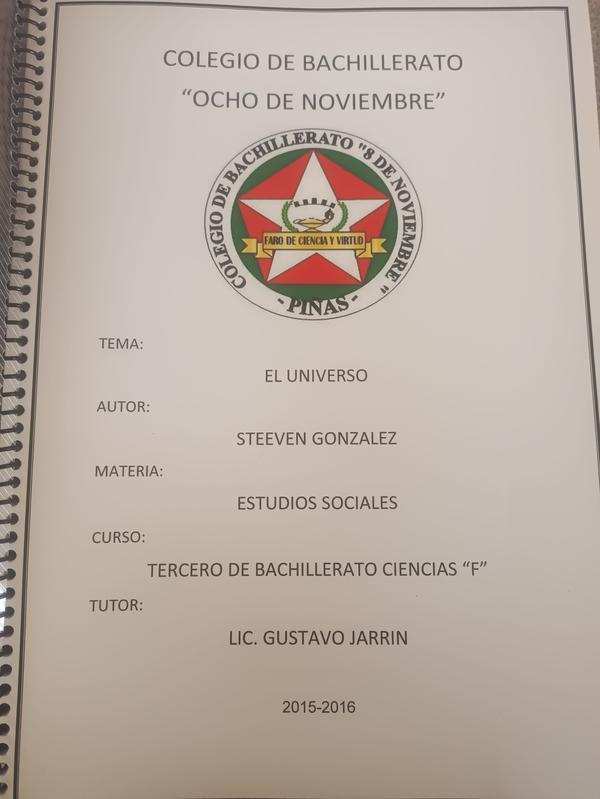 COLEGIO DE BACHILLERATO
“OCHO DE NOVIEMBRE”
COLEGIO DE BACHILLERATO "8 DE NOVIEMBRE"
FARO DE CIENCIA Y VIRTUD
- PIÑAS -
TEMA:
EL UNIVERSO
AUTOR:
STEEVEN GONZALEZ
MATERIA:
ESTUDIOS SOCIALES
CURSO:
TERCERO DE BACHILLERATO CIENCIAS “F”
TUTOR:
LIC. GUSTAVO JARRIN
2015-2016